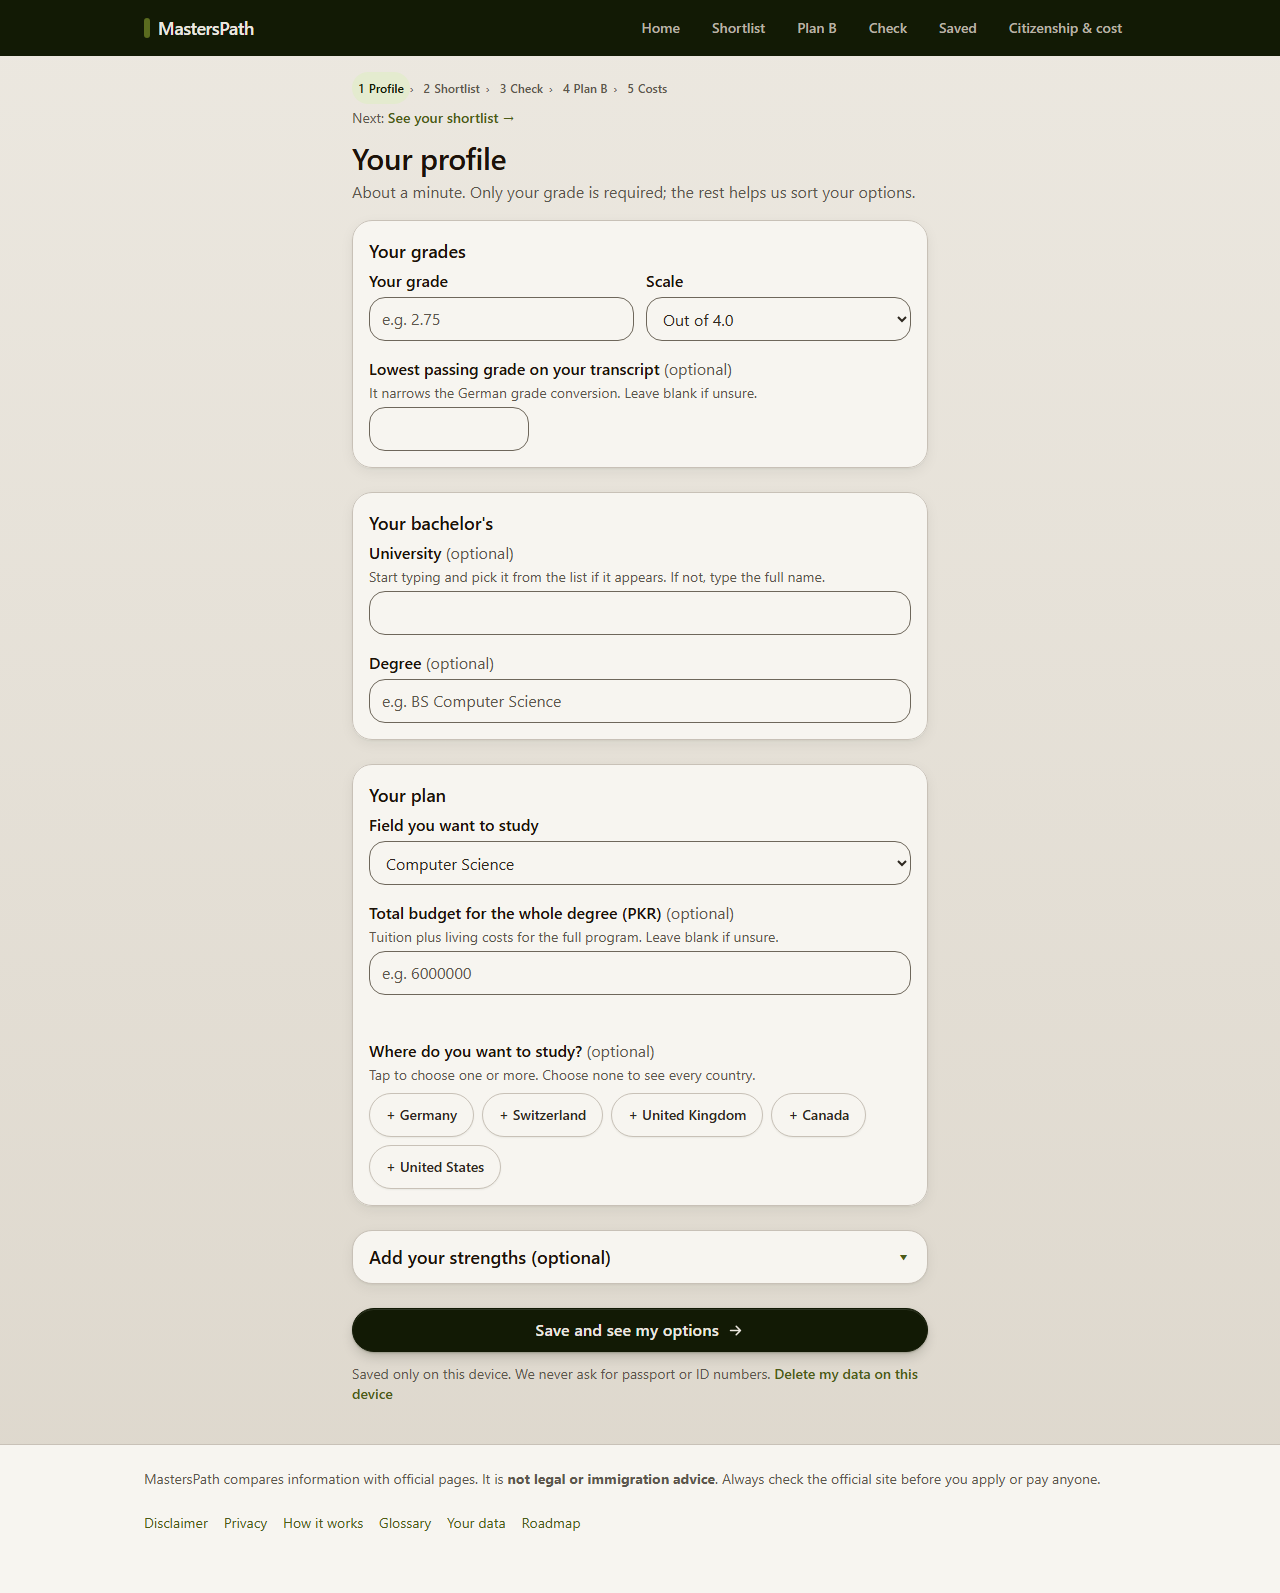 MastersPath
Home Shortlist Plan B Check Saved Citizenship & cost
1 Profile › 2 Shortlist › 3 Check › 4 Plan B › 5 Costs
Next: See your shortlist →
Your profile
About a minute. Only your grade is required; the rest helps us sort your options.
Your grades
Your grade Scale
e.g. 2.75 Out of 4.0
Lowest passing grade on your transcript (optional)
It narrows the German grade conversion. Leave blank if unsure.
Your bachelor's
University (optional)
Start typing and pick it from the list if it appears. If not, type the full name.
Degree (optional)
e.g. BS Computer Science
Your plan
Field you want to study
Computer Science
Total budget for the whole degree (PKR) (optional)
Tuition plus living costs for the full program. Leave blank if unsure.
e.g. 6000000
Where do you want to study? (optional)
Tap to choose one or more. Choose none to see every country.
+ Germany + Switzerland + United Kingdom + Canada
+ United States
Add your strengths (optional) ▾
Save and see my options →
Saved only on this device. We never ask for passport or ID numbers. Delete my data on this
device
MastersPath compares information with official pages. It is not legal or immigration advice. Always check the official site before you apply or pay anyone.
Disclaimer Privacy How it works Glossary Your data Roadmap